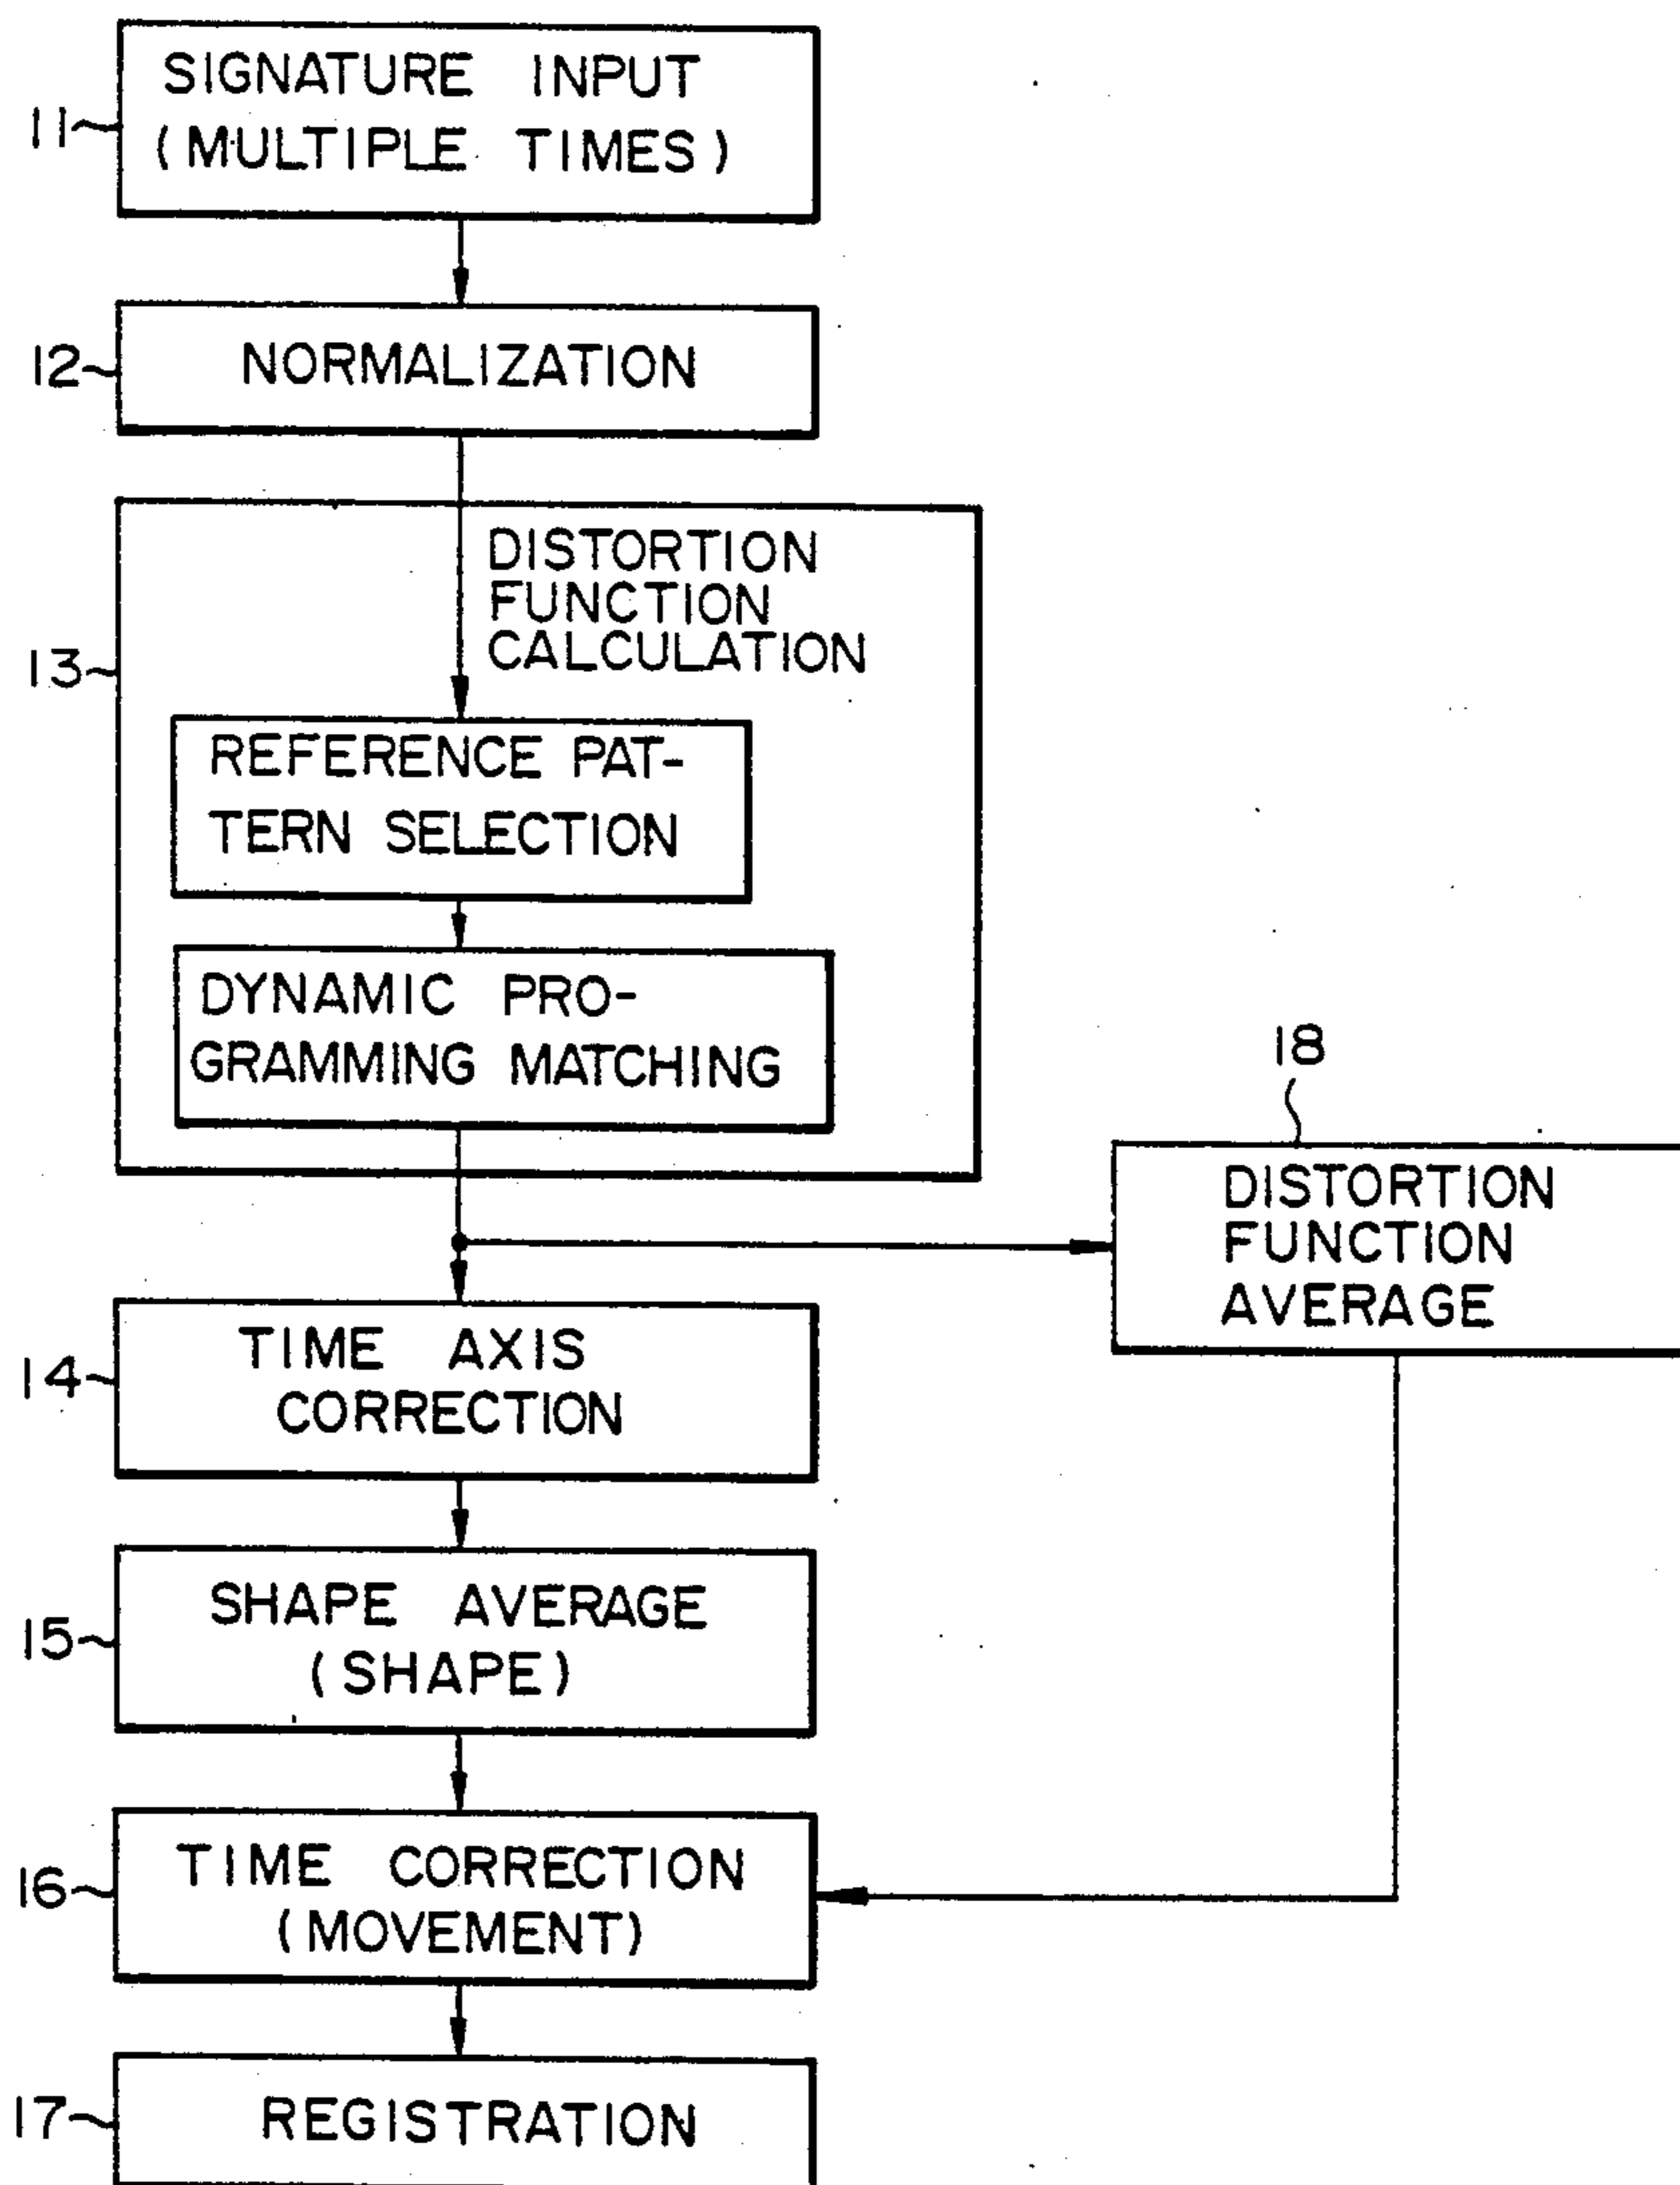 SIGNATURE INPUT
(MULTIPLE TIMES)
11
NORMALIZATION
12
DISTORTION
FUNCTION
CALCULATION
13
REFERENCE PAT-
TERN SELECTION
DYNAMIC PRO-
GRAMMING MATCHING
18
DISTORTION
FUNCTION
AVERAGE
TIME AXIS
CORRECTION
14
SHAPE AVERAGE
(SHAPE)
15
TIME CORRECTION
(MOVEMENT)
16
REGISTRATION
17